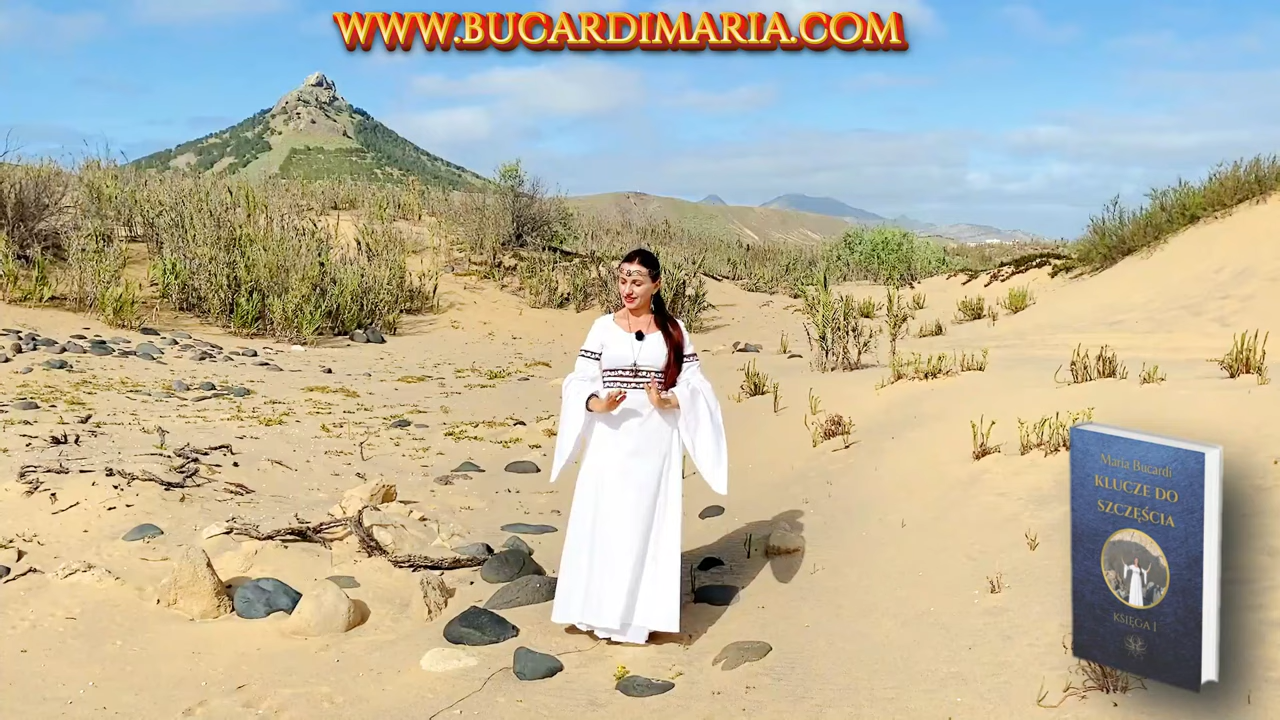 WWW.BUCARDIMARIA.COM
Maria Bucardi
KLUCZE DO
SZCZĘŚCIA
KSIĘGA I